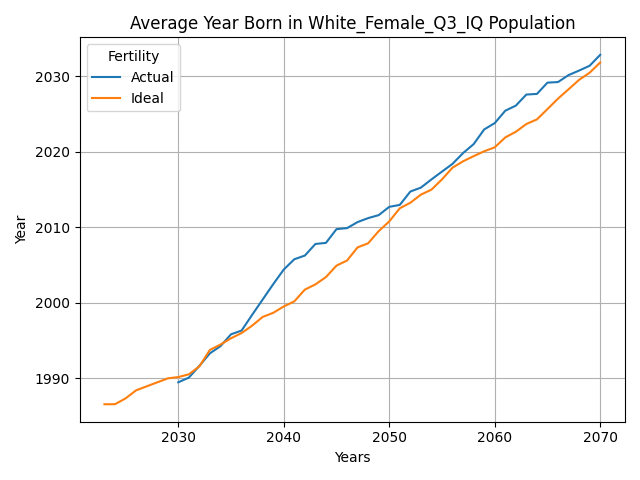 Average Year Born in White_Female_Q3_IQ Population
Fertility
Actual
Ideal
Year
2030
2020
2010
2000
1990
2030 2040 2050 2060 2070
Years